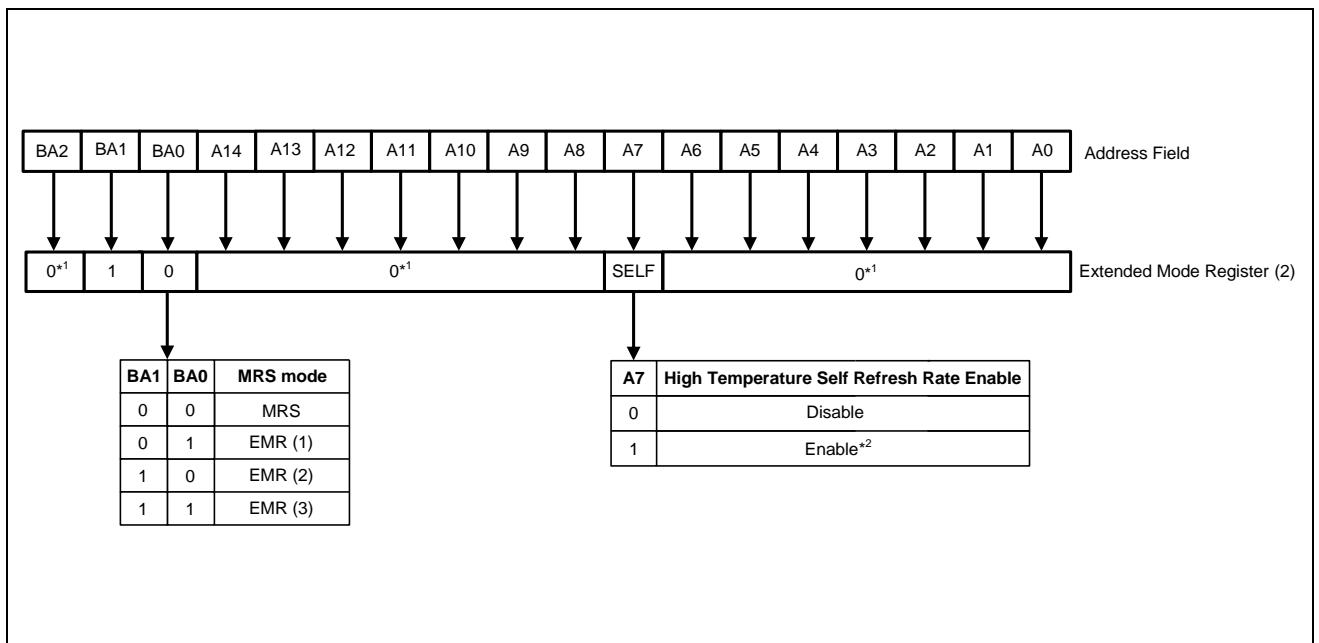 BA2 BA1 BA0 A14 A13 A12 A11 A10 A9 A8 A7 A6 A5 A4 A3 A2 A1 A0 Address Field
0*1 1 0 0*1 SELF 0*1 Extended Mode Register (2)
BA1 BA0 MRS mode
0 0 MRS
0 1 EMR (1)
1 0 EMR (2)
1 1 EMR (3)
A7 High Temperature Self Refresh Rate Enable
0 Disable
1 Enable*2